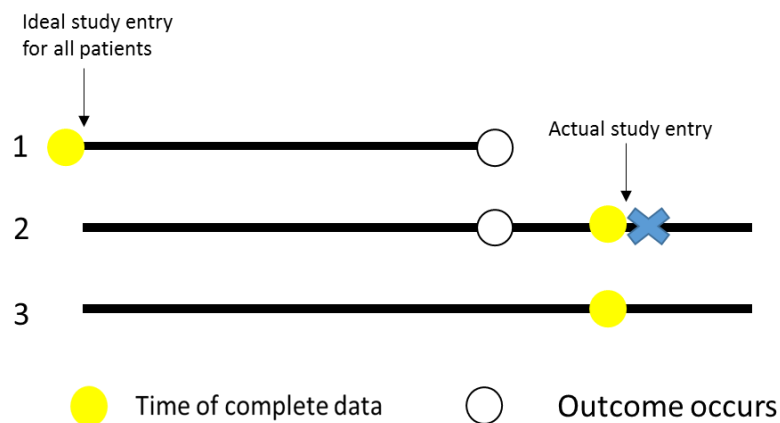 Ideal study entry
for all patients
Actual study entry
1
2
3
Time of complete data
Outcome occurs